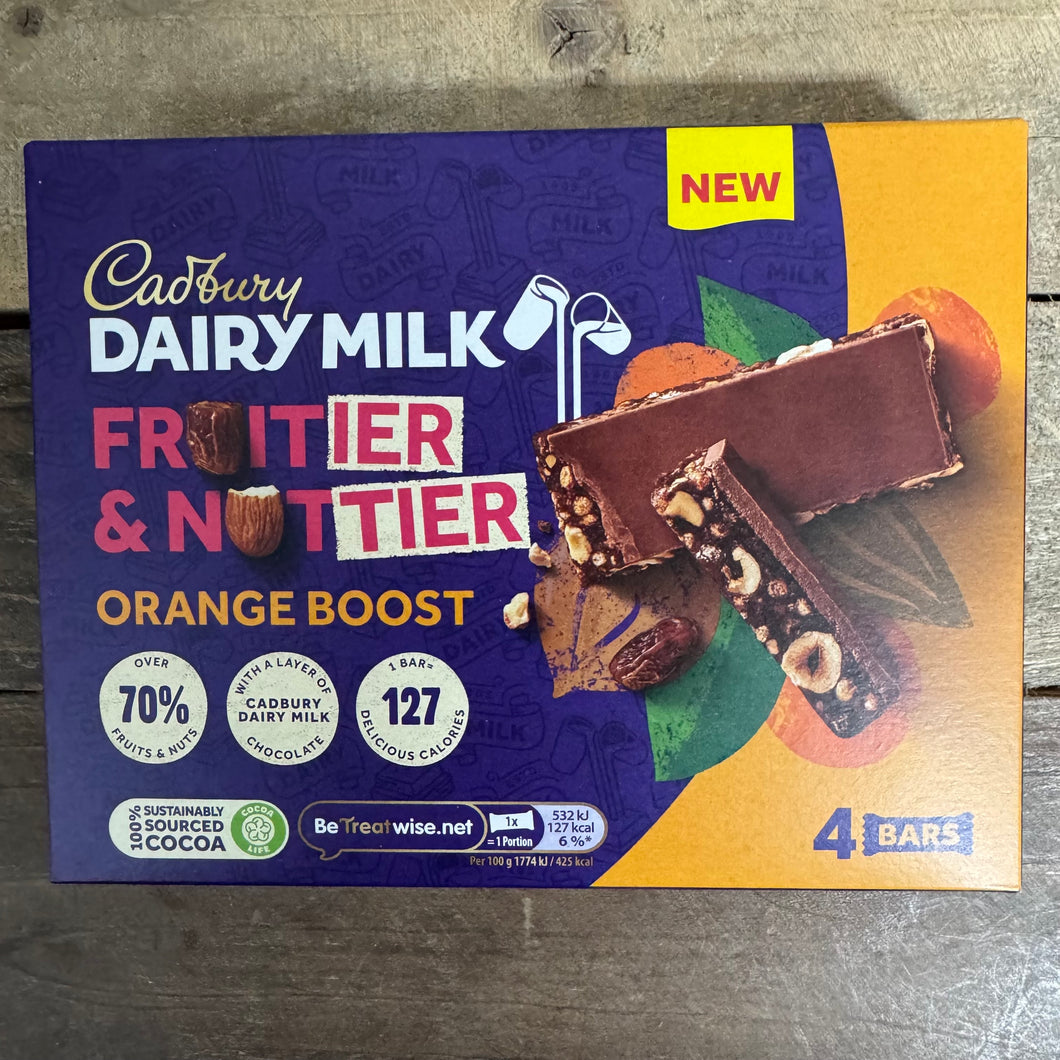 NEW
Cadbury
DAIRY MILK
FRUITIER
& NUTTIER
ORANGE BOOST
OVER
70%
FRUITS & NUTS
WITH A LAYER OF
CADBURY
DAIRY MILK
CHOCOLATE
1 BAR=
127
DELICIOUS CALORIES
100%
SUSTAINABLY
SOURCED
COCOA
COCOA
LIFE
BeTreatwise.net
1x
= 1 Portion
532 kJ
127 kcal
6 %*
Per 100 g 1774 kJ / 425 kcal
4 BARS